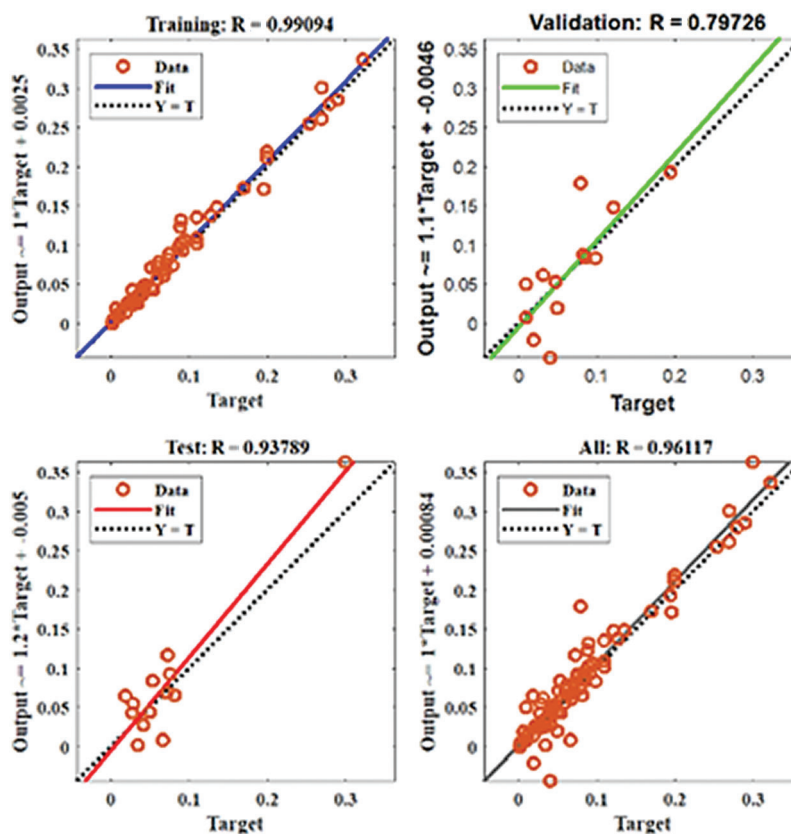 Training: R = 0.99094
Output ~= 1*Target + 0.0025
0.35
0.3
0.25
0.2
0.15
0.1
0.05
0
Data
Fit
Y = T
0
0.1
0.2
0.3
Target
Validation: R = 0.79726
Output ~= 1.1*Target + -0.0046
0.35
0.3
0.25
0.2
0.15
0.1
0.05
0
Data
Fit
Y = T
0
0.1
0.2
0.3
Target
Test: R = 0.93789
Output ~= 1.2*Target + -0.005
0.35
0.3
0.25
0.2
0.15
0.1
0.05
0
Data
Fit
Y = T
0
0.1
0.2
0.3
Target
All: R = 0.96117
Output ~= 1*Target + 0.00084
0.35
0.3
0.25
0.2
0.15
0.1
0.05
0
Data
Fit
Y = T
0
0.1
0.2
0.3
Target